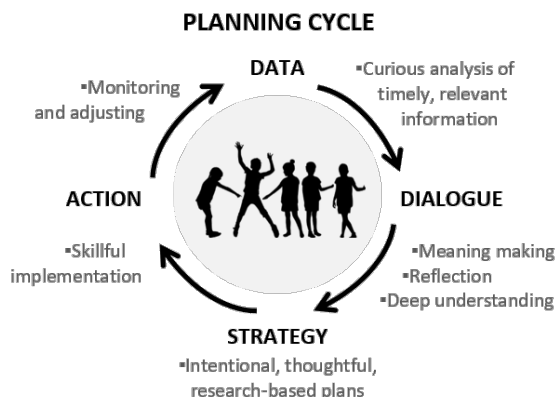 PLANNING CYCLE
DATA
▪Curious analysis of
timely, relevant
information
DIALOGUE
▪Meaning making
▪Reflection
▪Deep understanding
STRATEGY
▪Intentional, thoughtful,
research-based plans
▪Skillful
implementation
ACTION
▪Monitoring
and adjusting